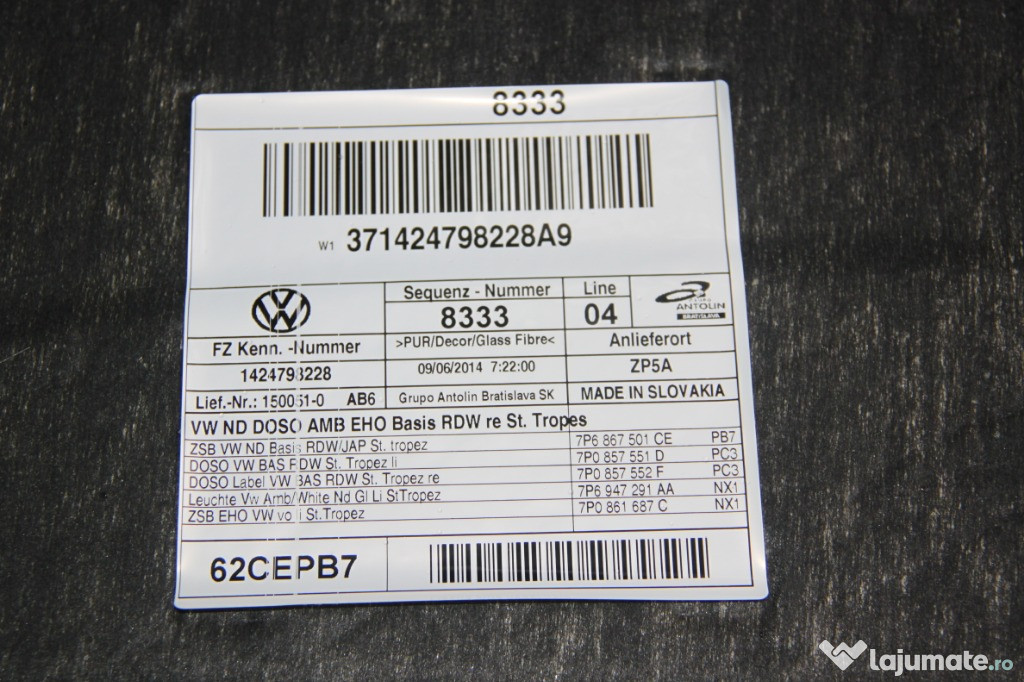 8333
W1 371424798228A9
Sequenz - Nummer
Line
8333
04
ANTOLIN
BRATISLAVA
FZ Kenn. -Nummer
>PUR/Decor/Glass Fibre<
Anlieferort
1424798228
09/06/2014 7:22:00
ZP5A
Lief.-Nr.: 150051-0 AB6
Grupo Antolin Bratislava SK
MADE IN SLOVAKIA
VW ND DOSO AMB EHO Basis RDW re St. Tropes
ZSB VW ND Basis RDW/JAP St. tropez 7P6 867 501 CE PB7
DOSO VW BAS RDW St. Tropez li 7P0 857 551 D PC3
DOSO Label VW BAS RDW St. Tropez re 7P0 857 552 F PC3
Leuchte Vw Amb/White Nd Gl Li StTropez 7P6 947 291 AA NX1
ZSB EHO VW vo li St.Tropez 7P0 861 687 C NX1
62CEPB7
lajumate.ro